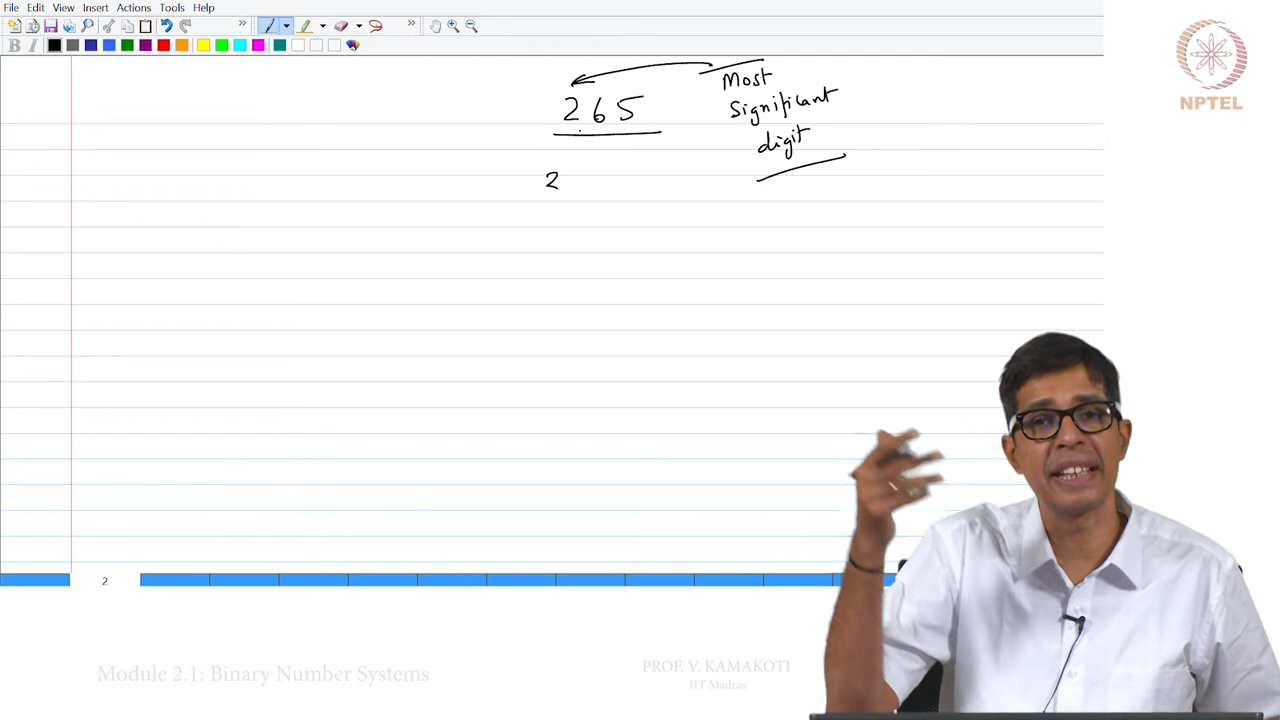 File Edit View Insert Actions Tools Help
» »
B I
Most
265
Significant
digit
2
2
NPTEL
Module 2.1: Binary Number Systems
PROF. V. KAMAKOTI
IIT Madras